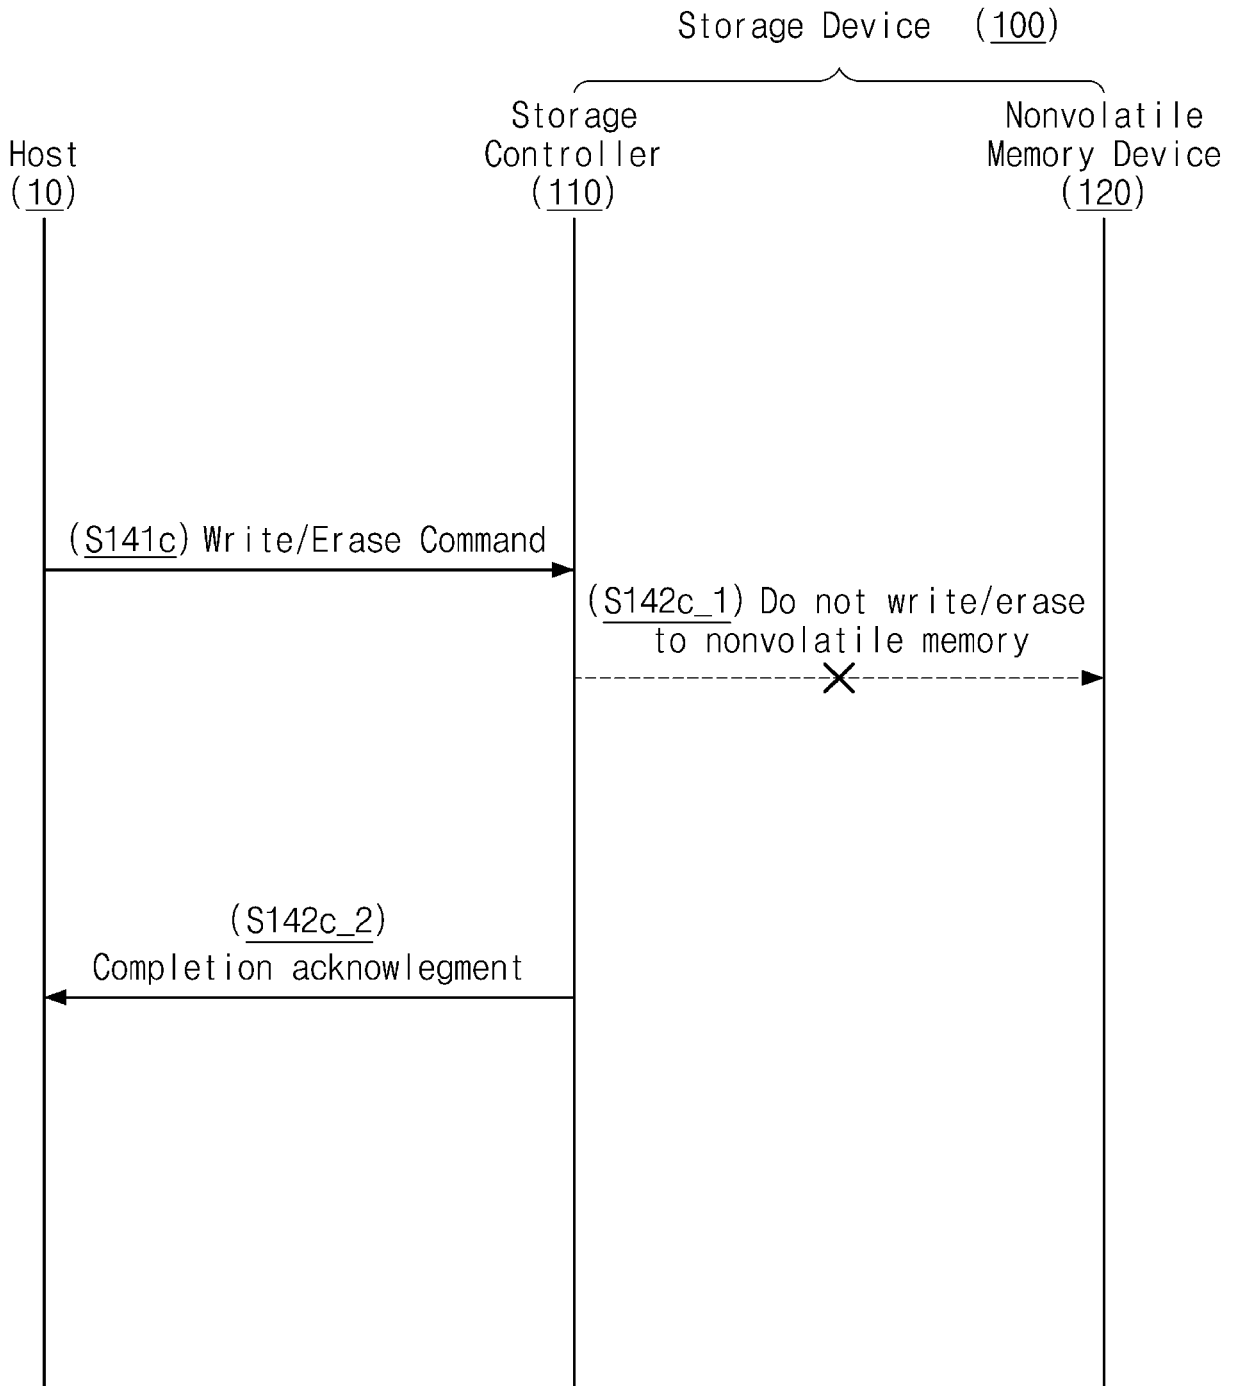 Storage Device (100)
Host
(10)
Storage
Controller
(110)
Nonvolatile
Memory Device
(120)
(S141c) Write/Erase Command
(S142c_1) Do not write/erase
to nonvolatile memory
(S142c_2)
Completion acknowlegment